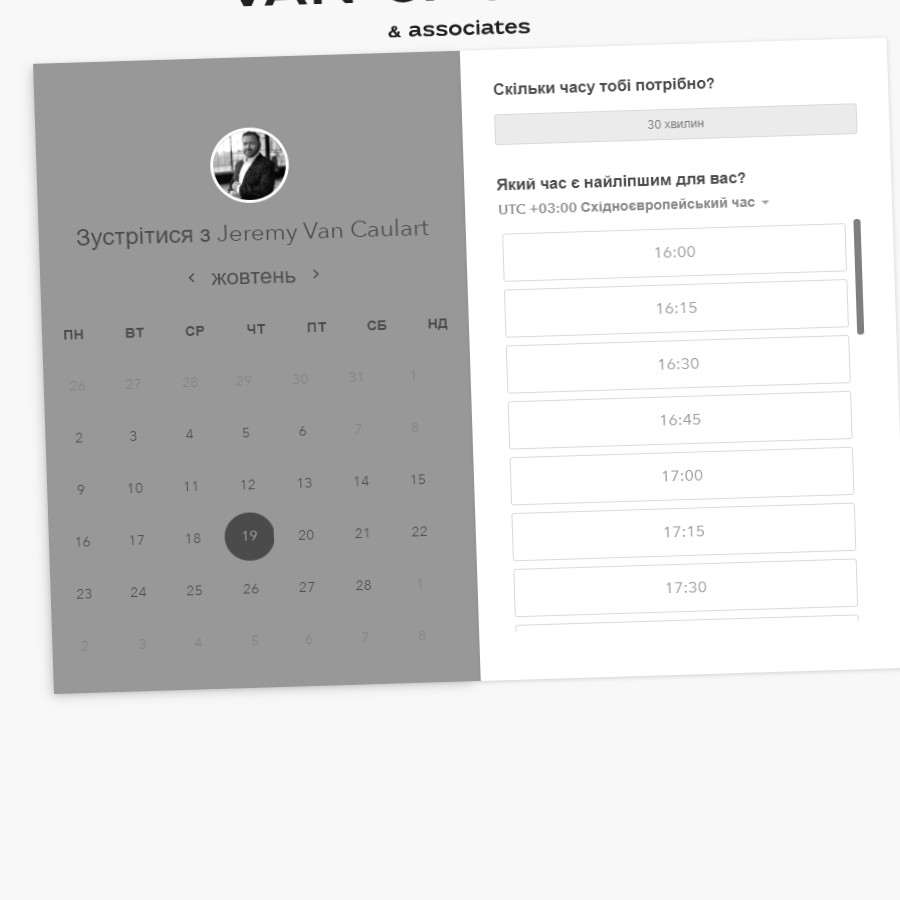 & associates
Зустрітися з Jeremy Van Caulart
жовтень
ПН ВТ СР ЧТ ПТ СБ НД
26 27 28 29 30 31 1
2 3 4 5 6 7 8
9 10 11 12 13 14 15
16 17 18 19 20 21 22
23 24 25 26 27 28 1
2 3 4 5 6 7 8
Скільки часу тобі потрібно?
30 хвилин
Який час є найліпшим для вас?
UTC +03:00 Східноєвропейський час
16:00
16:15
16:30
16:45
17:00
17:15
17:30